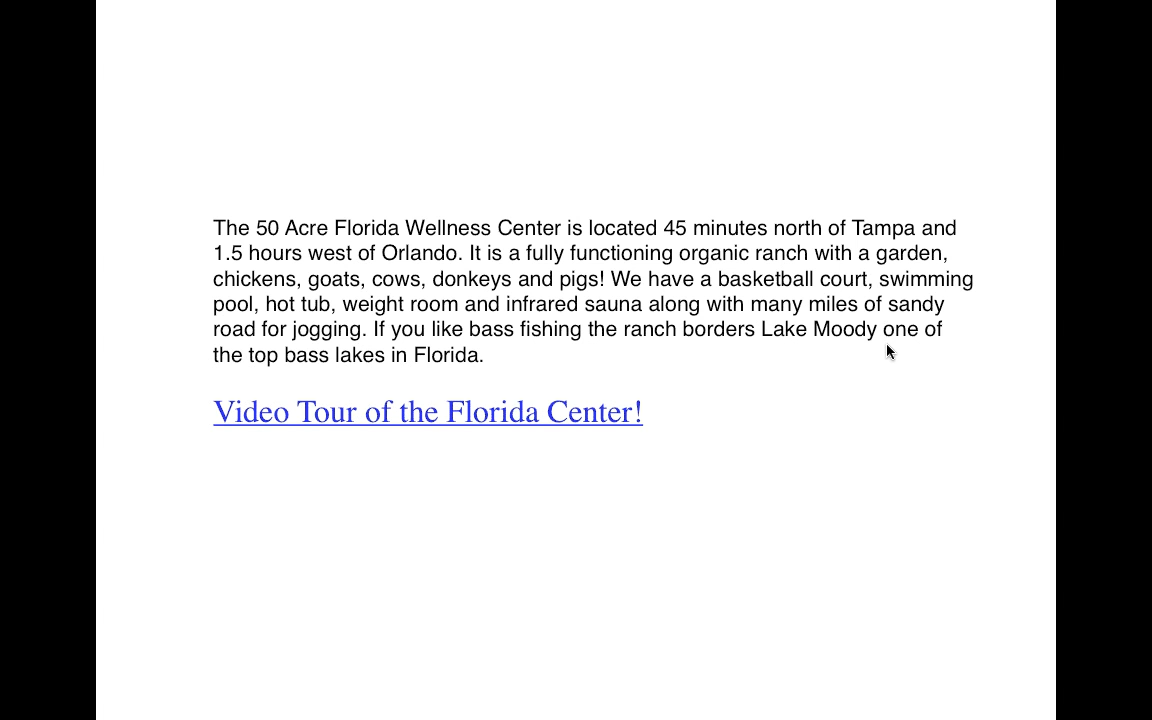 The 50 Acre Florida Wellness Center is located 45 minutes north of Tampa and
1.5 hours west of Orlando. It is a fully functioning organic ranch with a garden,
chickens, goats, cows, donkeys and pigs! We have a basketball court, swimming
pool, hot tub, weight room and infrared sauna along with many miles of sandy
road for jogging. If you like bass fishing the ranch borders Lake Moody one of
the top bass lakes in Florida.
Video Tour of the Florida Center!